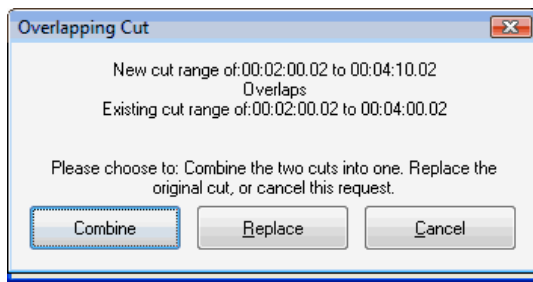 Overlapping Cut
New cut range of:00:02:00.02 to 00:04:10.02
Overlaps
Existing cut range of:00:02:00.02 to 00:04:00.02
Please choose to: Combine the two cuts into one. Replace the
original cut, or cancel this request.
Combine Replace Cancel